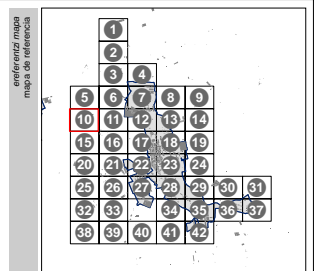 erreferentzi mapa
mapa de referencia
1
2
3 4
5 6 7 8 9
10 11 12 13 14
15 16 17 18 19
20 21 22 23 24
25 26 27 28 29 30 31
32 33 34 35 36 37
38 39 40 41 42